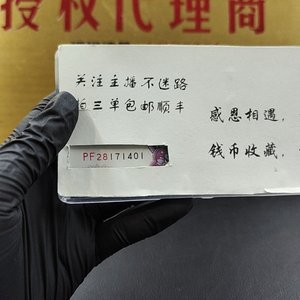 授权代理商
关注主播不迷路
拍三单包邮顺丰
PF28171401
感恩相遇，
钱币收藏，